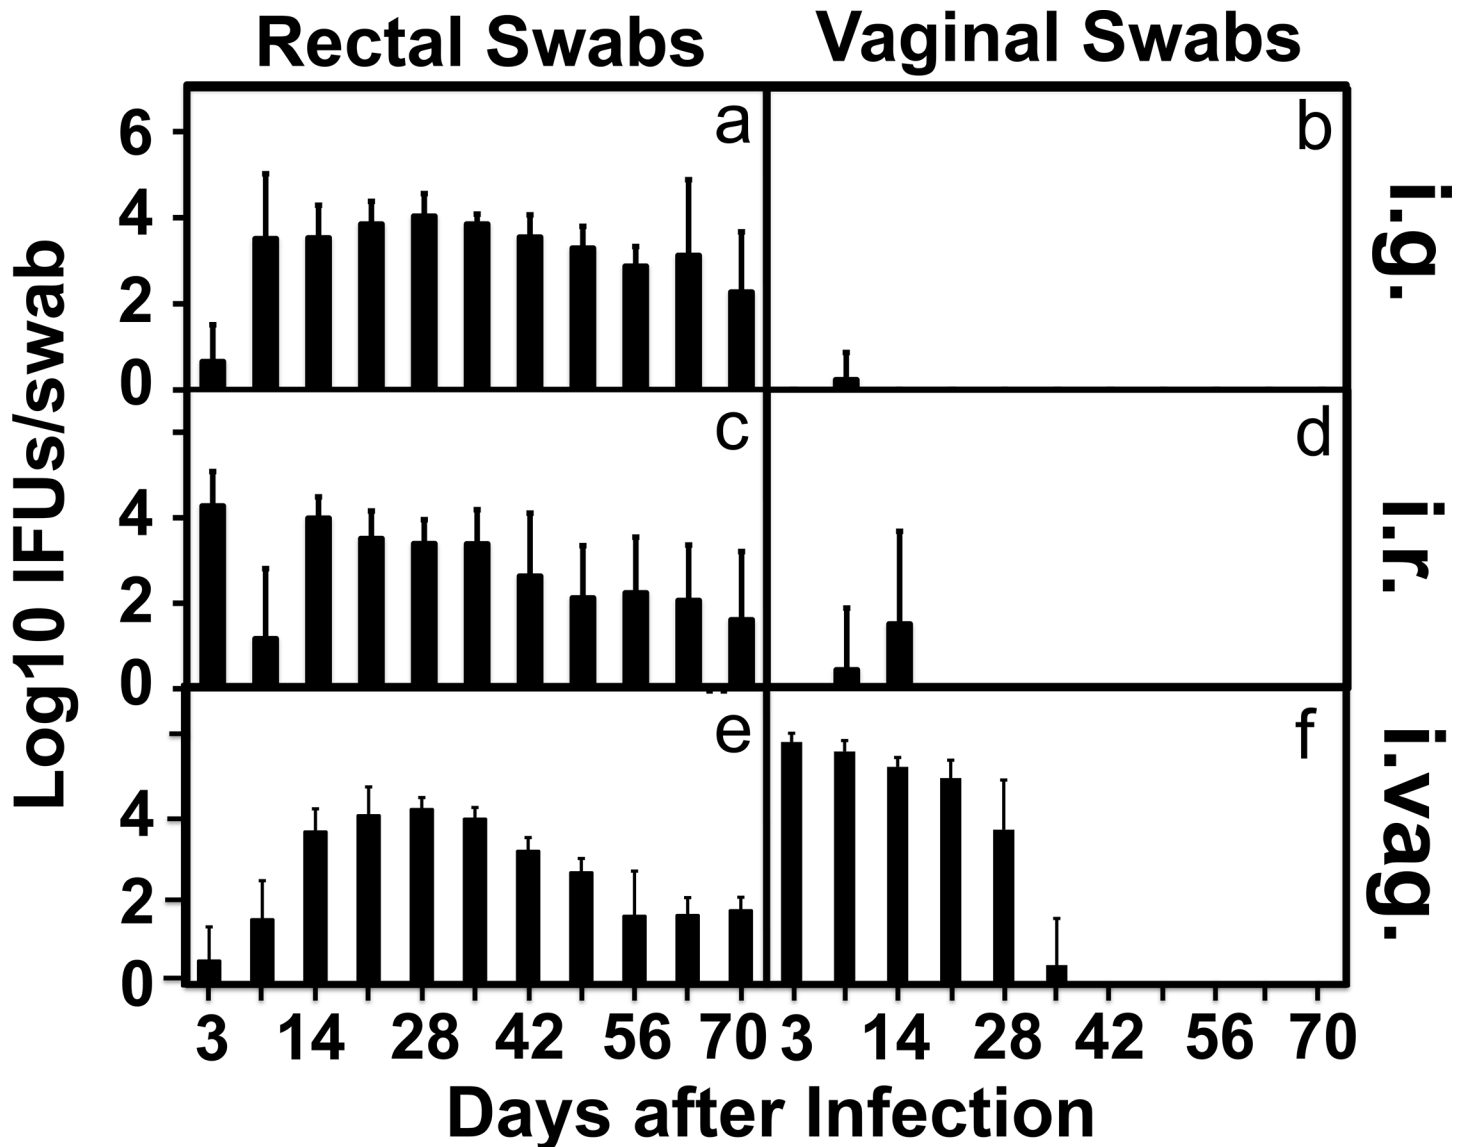 Rectal Swabs
Vaginal Swabs
Log10 IFUs/swab
6
4
2
0
a
b
i.g.
4
2
0
c
d
i.r.
4
2
0
e
f
i.vag.
3 14 28 42 56 70
3 14 28 42 56 70
Days after Infection